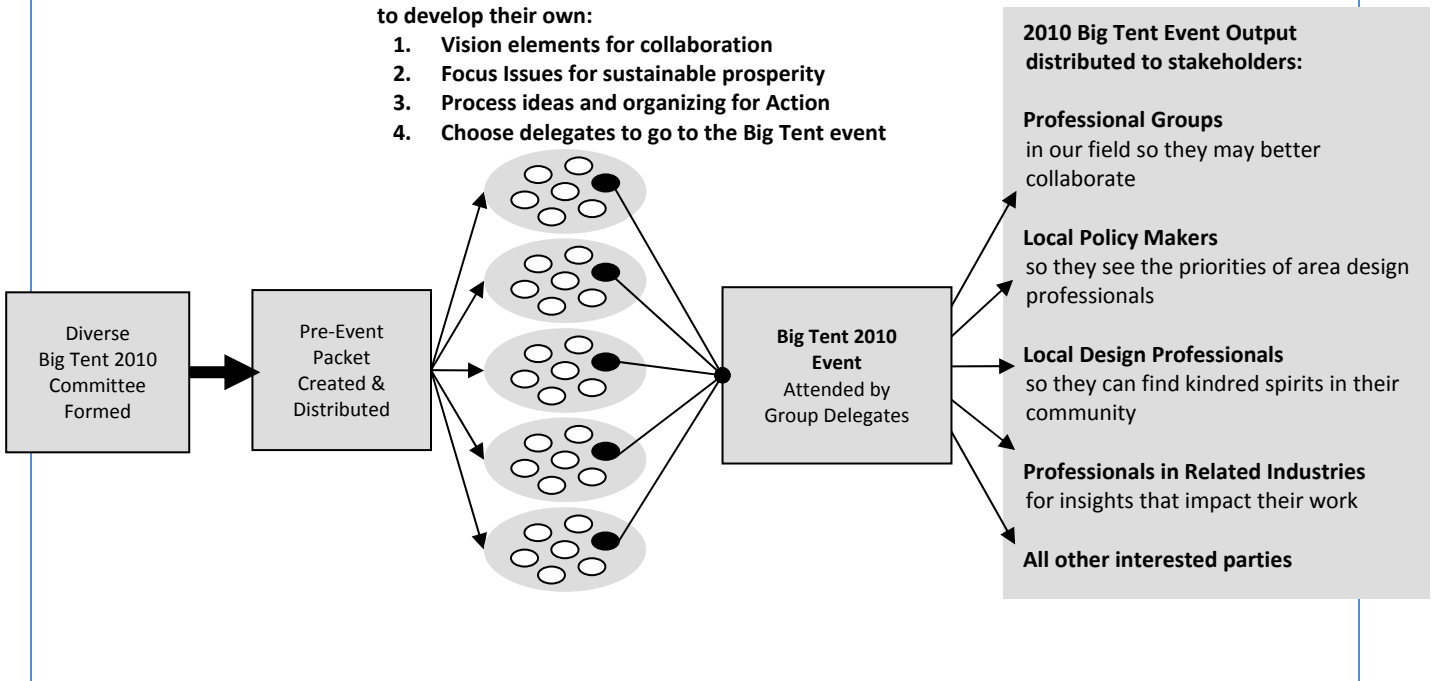 to develop their own:
1. Vision elements for collaboration
2. Focus Issues for sustainable prosperity
3. Process ideas and organizing for Action
4. Choose delegates to go to the Big Tent event
Diverse
Big Tent 2010
Committee
Formed
Pre-Event
Packet
Created &
Distributed
Big Tent 2010
Event
Attended by
Group Delegates
2010 Big Tent Event Output
distributed to stakeholders:
Professional Groups
in our field so they may better
collaborate
Local Policy Makers
so they see the priorities of area design
professionals
Local Design Professionals
so they can find kindred spirits in their
community
Professionals in Related Industries
for insights that impact their work
All other interested parties